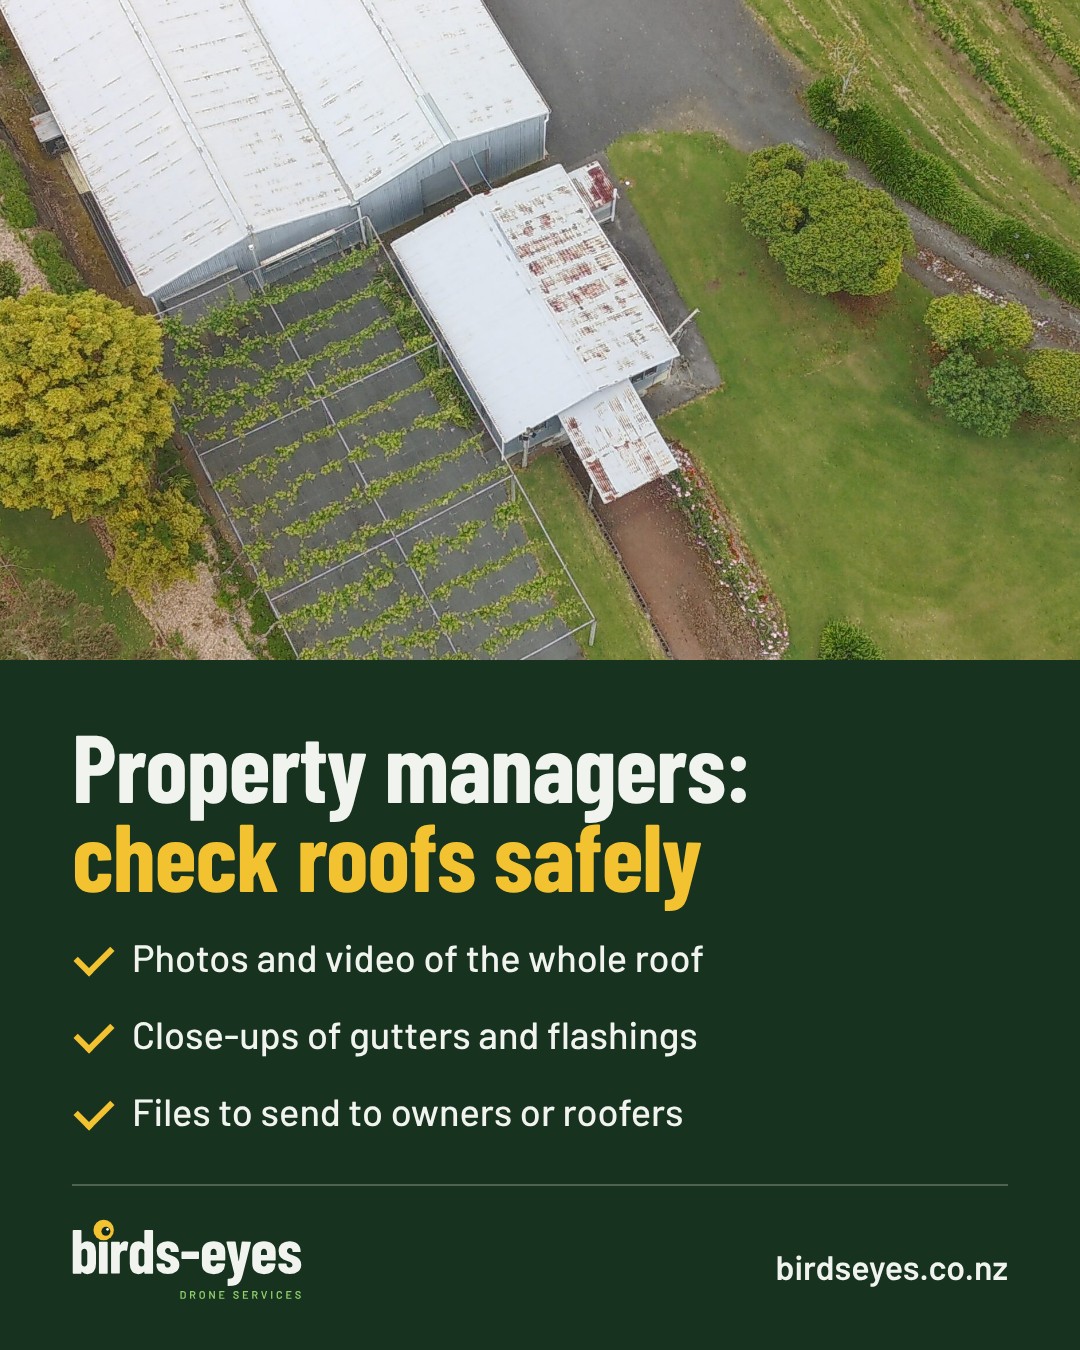 Property managers:
check roofs safely
Photos and video of the whole roof
Close-ups of gutters and flashings
Files to send to owners or roofers
birds-eyes
DRONE SERVICES
birdseyes.co.nz